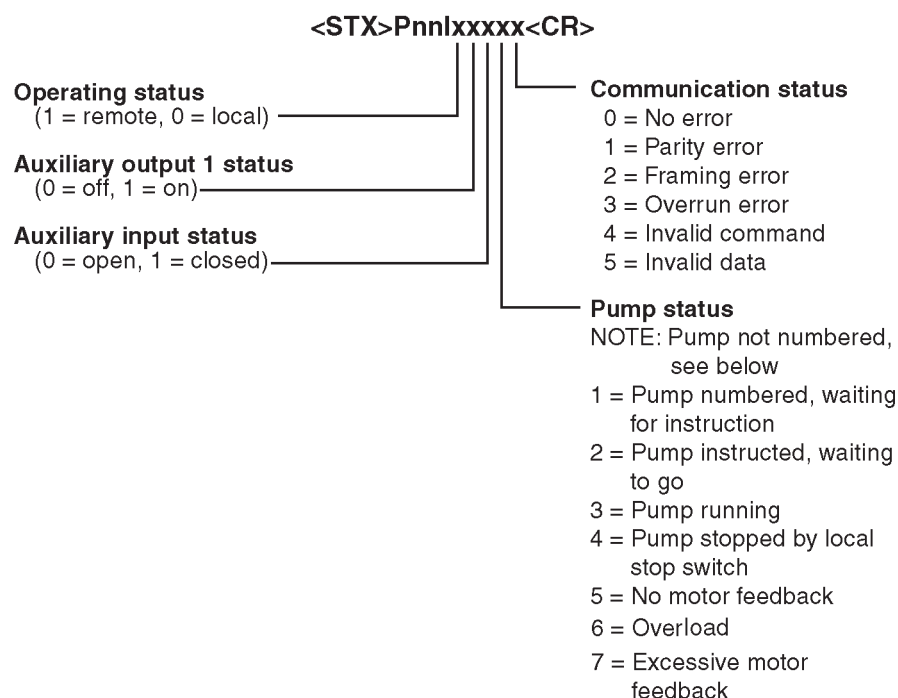 <STX>PnnIxxxxx<CR>
Operating status
(1 = remote, 0 = local)
Auxiliary output 1 status
(0 = off, 1 = on)
Auxiliary input status
(0 = open, 1 = closed)
Communication status
0 = No error
1 = Parity error
2 = Framing error
3 = Overrun error
4 = Invalid command
5 = Invalid data
Pump status
NOTE: Pump not numbered,
see below
1 = Pump numbered, waiting
for instruction
2 = Pump instructed, waiting
to go
3 = Pump running
4 = Pump stopped by local
stop switch
5 = No motor feedback
6 = Overload
7 = Excessive motor
feedback